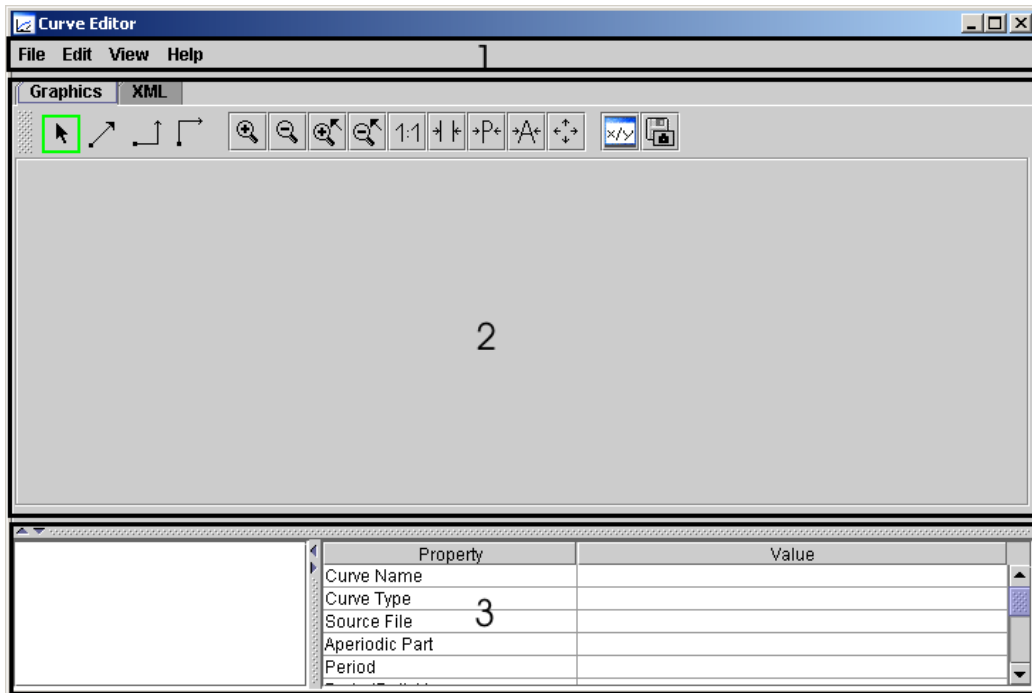 Curve Editor
File Edit View Help
1
Graphics XML
1:1 P A x/y
2
Property Value
Curve Name
Curve Type
3
Source File
Aperiodic Part
Period